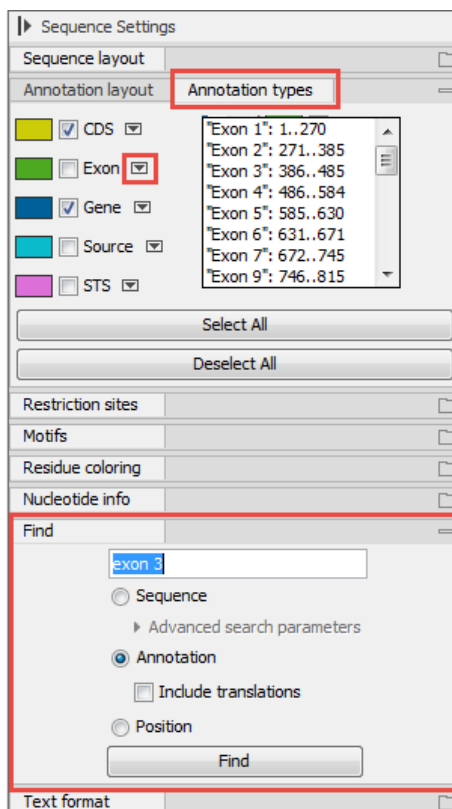 Sequence Settings
Sequence layout
Annotation layout Annotation types
CDS
Exon
Gene
Source
STS
"Exon 1": 1..270
"Exon 2": 271..385
"Exon 3": 386..485
"Exon 4": 486..584
"Exon 5": 585..630
"Exon 6": 631..671
"Exon 7": 672..745
"Exon 9": 746..815
Select All
Deselect All
Restriction sites
Motifs
Residue coloring
Nucleotide info
Find
exon 3
Sequence
Advanced search parameters
Annotation
Include translations
Position
Find
Text format